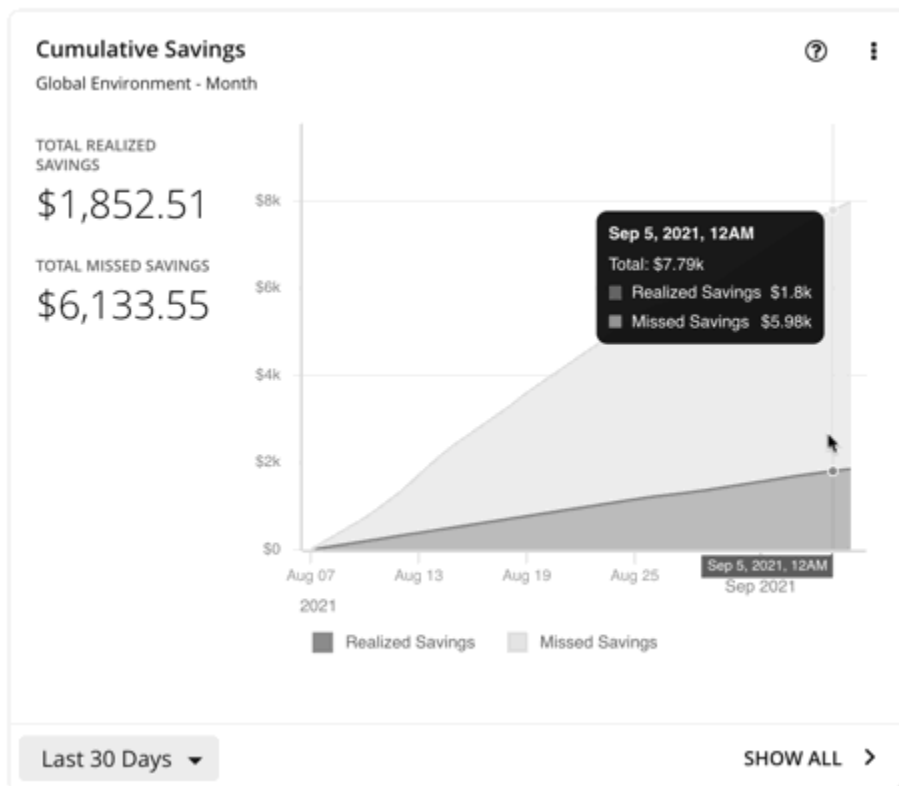 Cumulative Savings
Global Environment - Month
TOTAL REALIZED
SAVINGS
$1,852.51
TOTAL MISSED SAVINGS
$6,133.55
$8k
$6k
$4k
$2k
$0
Sep 5, 2021, 12AM
Total: $7.79k
Realized Savings $1.8k
Missed Savings $5.98k
Sep 5, 2021, 12AM
Aug 07 Aug 13 Aug 19 Aug 25 Sep 2021
2021
Realized Savings Missed Savings
Last 30 Days
SHOW ALL